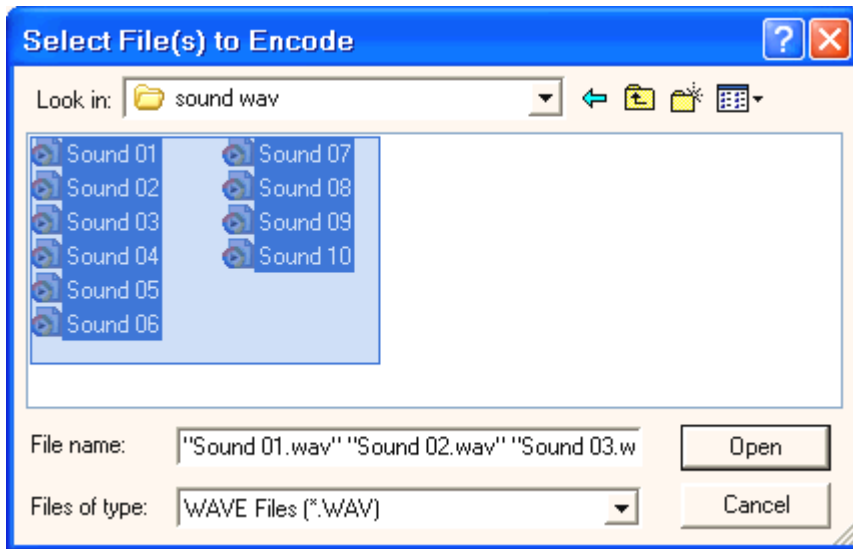 Select File(s) to Encode
Look in: sound wav
Sound 01
Sound 02
Sound 03
Sound 04
Sound 05
Sound 06
Sound 07
Sound 08
Sound 09
Sound 10
File name: "Sound 01.wav" "Sound 02.wav" "Sound 03.w
Open
Files of type: WAVE Files (*.WAV)
Cancel